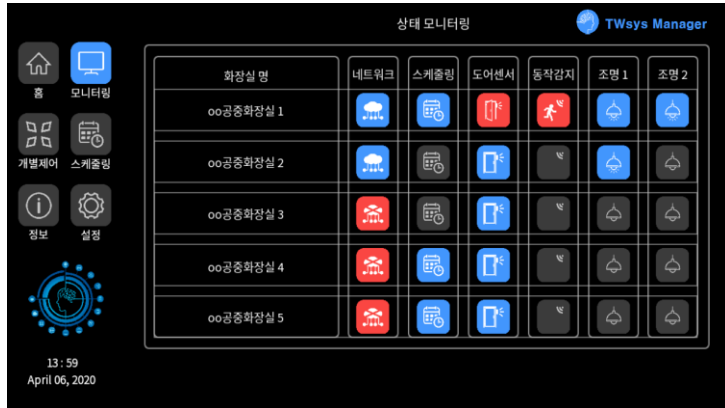 상태 모니터링
TWsys Manager
홈 모니터링
개별제어 스케줄링
정보 설정
13 : 59
April 06, 2020
화장실 명 네트워크 스케줄링 도어센서 동작감지 조명 1 조명 2
oo공중화장실 1
oo공중화장실 2
oo공중화장실 3
oo공중화장실 4
oo공중화장실 5